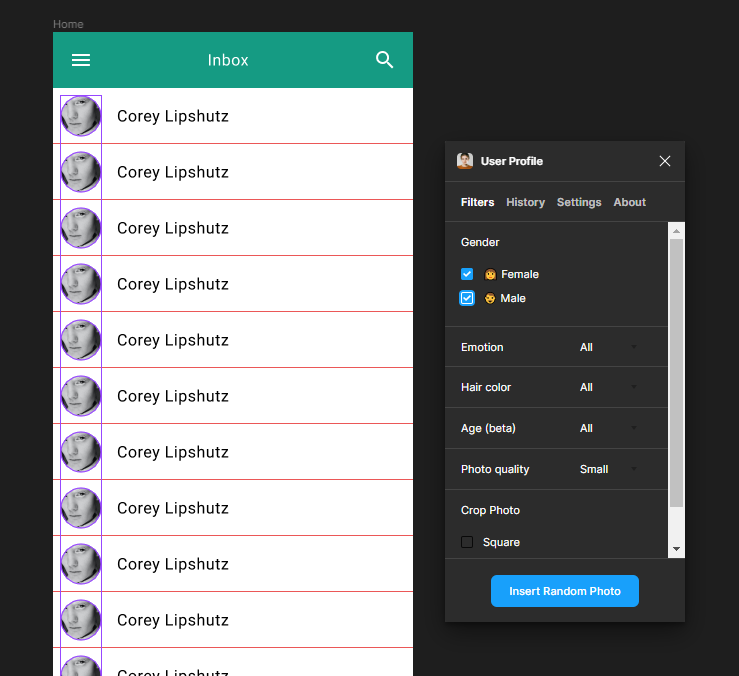 Home
Inbox
Corey Lipshutz
Corey Lipshutz
Corey Lipshutz
Corey Lipshutz
Corey Lipshutz
Corey Lipshutz
Corey Lipshutz
Corey Lipshutz
Corey Lipshutz
Corey Lipshutz
Corey Lipshutz
User Profile
Filters History Settings About
Gender
Female
Male
Emotion All
Hair color All
Age (beta) All
Photo quality Small
Crop Photo
Square
Insert Random Photo